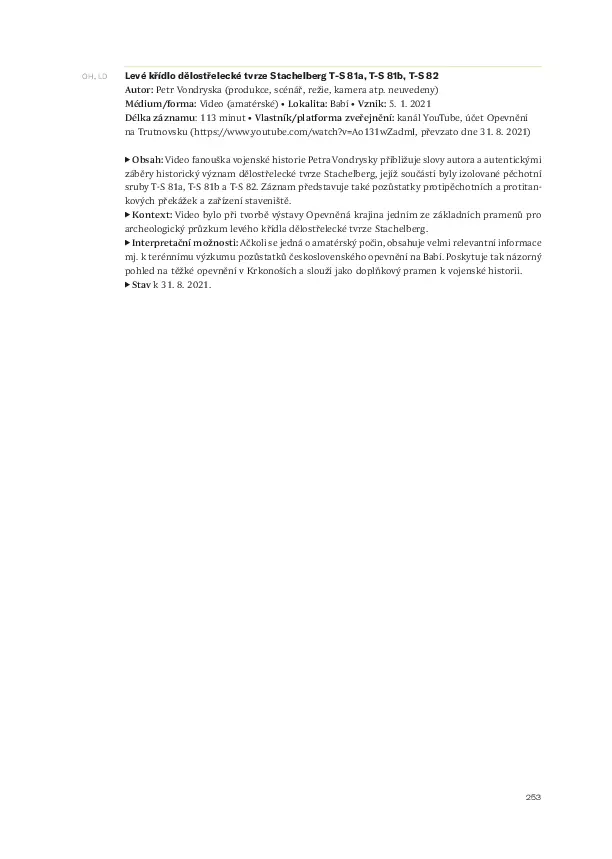 OH, LD
Levé křídlo dělostřelecké tvrze Stachelberg T-S 81a, T-S 81b, T-S 82
Autor: Petr Vondryska (produkce, scénář, režie, kamera atp. neuvedeny)
Médium/forma: Video (amatérské) • Lokalita: Babí • Vznik: 5. 1. 2021
Délka záznamu: 113 minut • Vlastník/platforma zveřejnění: kanál YouTube, účet Opevnění
na Trutnovsku (https://www.youtube.com/watch?v=Ao131wZadmI, převzato dne 31. 8. 2021)
▶ Obsah: Video fanouška vojenské historie Petra Vondrysky přibližuje slovy autora a autentickými
záběry historický význam dělostřelecké tvrze Stachelberg, jejíž součástí byly izolované pěchotní
sruby T-S 81a, T-S 81b a T-S 82. Záznam představuje také pozůstatky protipěchotních a protitan-
kových překážek a zařízení staveniště.
▶ Kontext: Video bylo při tvorbě výstavy Opevněná krajina jedním ze základních pramenů pro
archeologický průzkum levého křídla dělostřelecké tvrze Stachelberg.
▶ Interpretační možnosti: Ačkoli se jedná o amatérský počin, obsahuje velmi relevantní informace
mj. k terénnímu výzkumu pozůstatků československého opevnění na Babí. Poskytuje tak názorný
pohled na těžké opevnění v Krkonoších a slouží jako doplňkový pramen k vojenské historii.
▶ Stav k 31. 8. 2021.
253